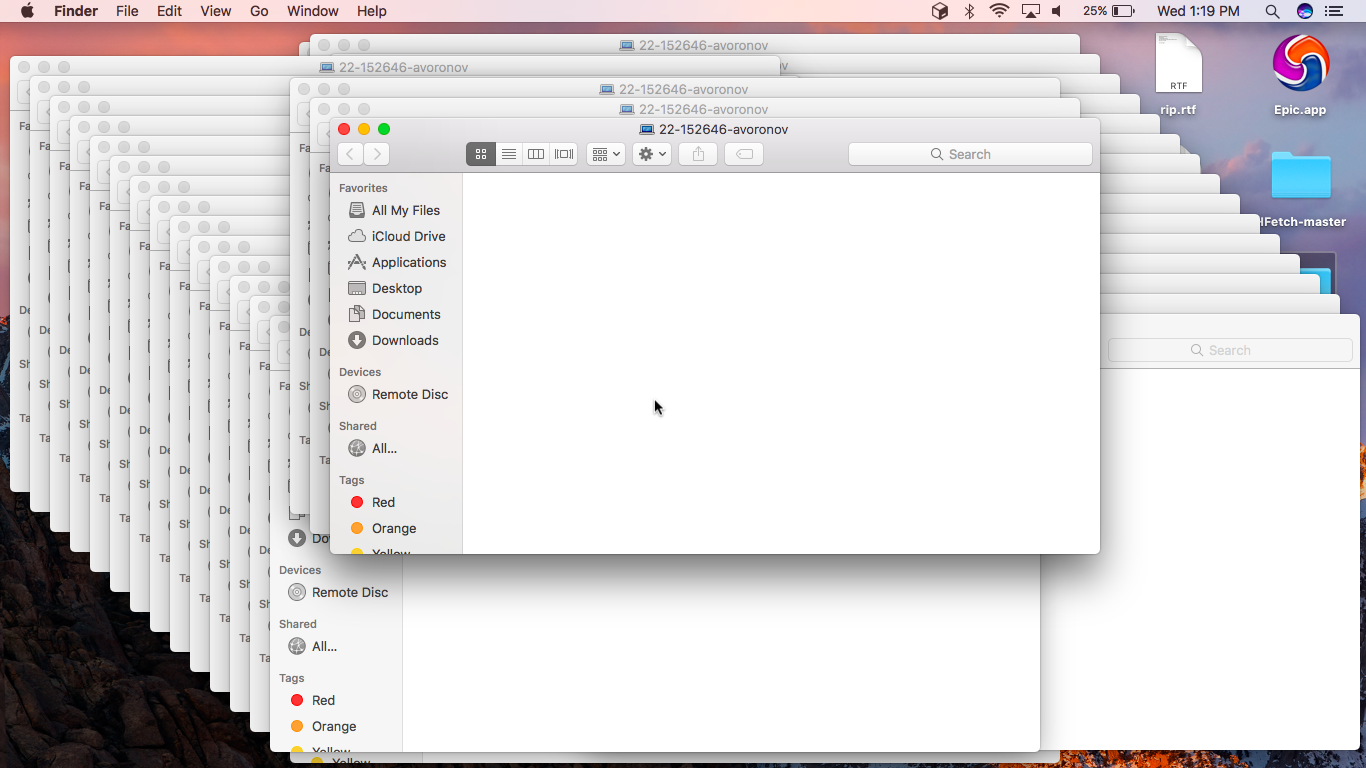 Finder File Edit View Go Window Help 25% Wed 1:19 PM
22-152646-avoronov
22-152646-avoronov
22-152646-avoronov
22-152646-avoronov
22-152646-avoronov
Search
RTF
rip.rtf
Epic.app
Fetch-master
Search
Favorites
All My Files
iCloud Drive
Applications
Desktop
Documents
Downloads
Devices
Remote Disc
Shared
All...
Tags
Red
Orange
Yellow
Devices
Remote Disc
Shared
All...
Tags
Red
Orange
Yellow
Yellow